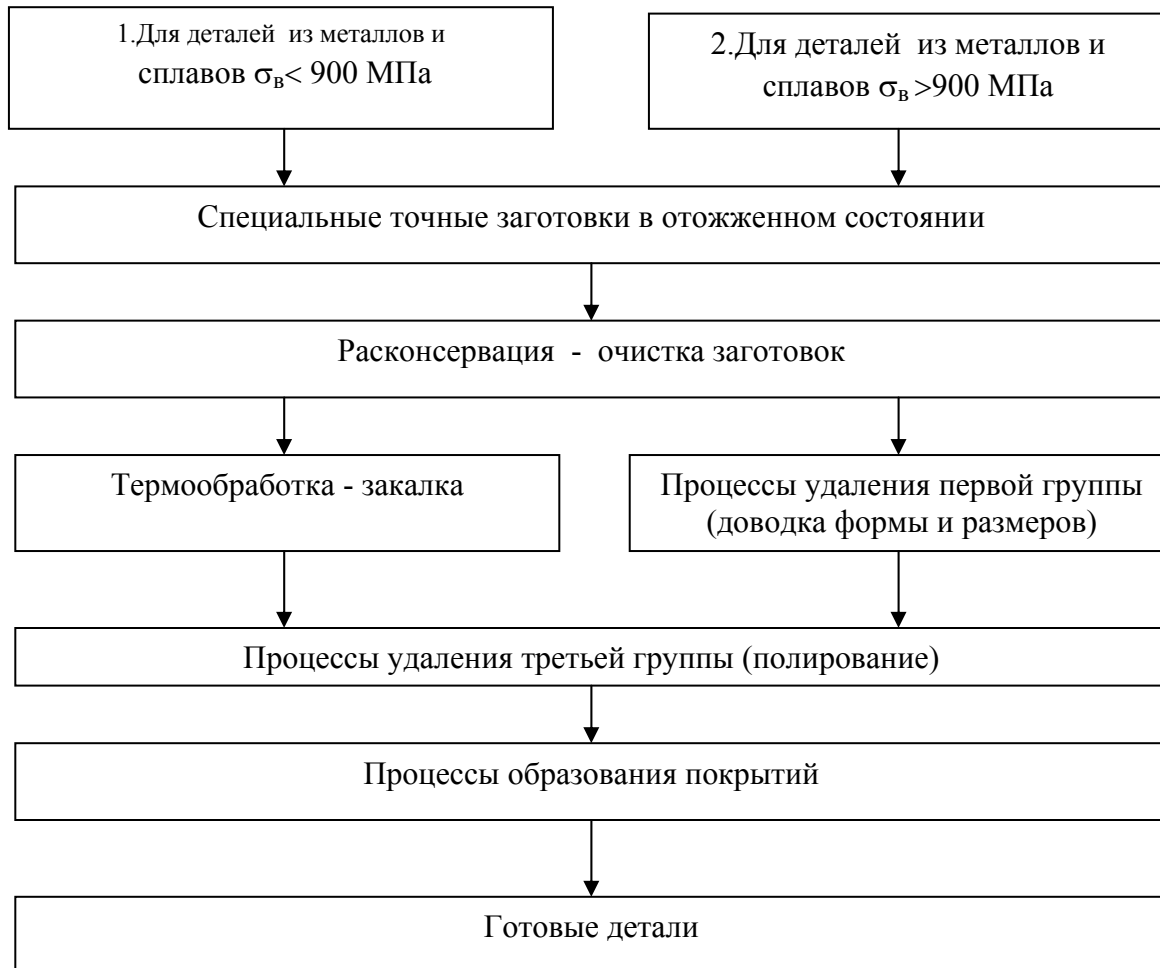 1.Для деталей из металлов и
сплавов σв< 900 МПа
2.Для деталей из металлов и
сплавов σв >900 МПа
Специальные точные заготовки в отожженном состоянии
Расконсервация - очистка заготовок
Термообработка - закалка
Процессы удаления первой группы
(доводка формы и размеров)
Процессы удаления третьей группы (полирование)
Процессы образования покрытий
Готовые детали